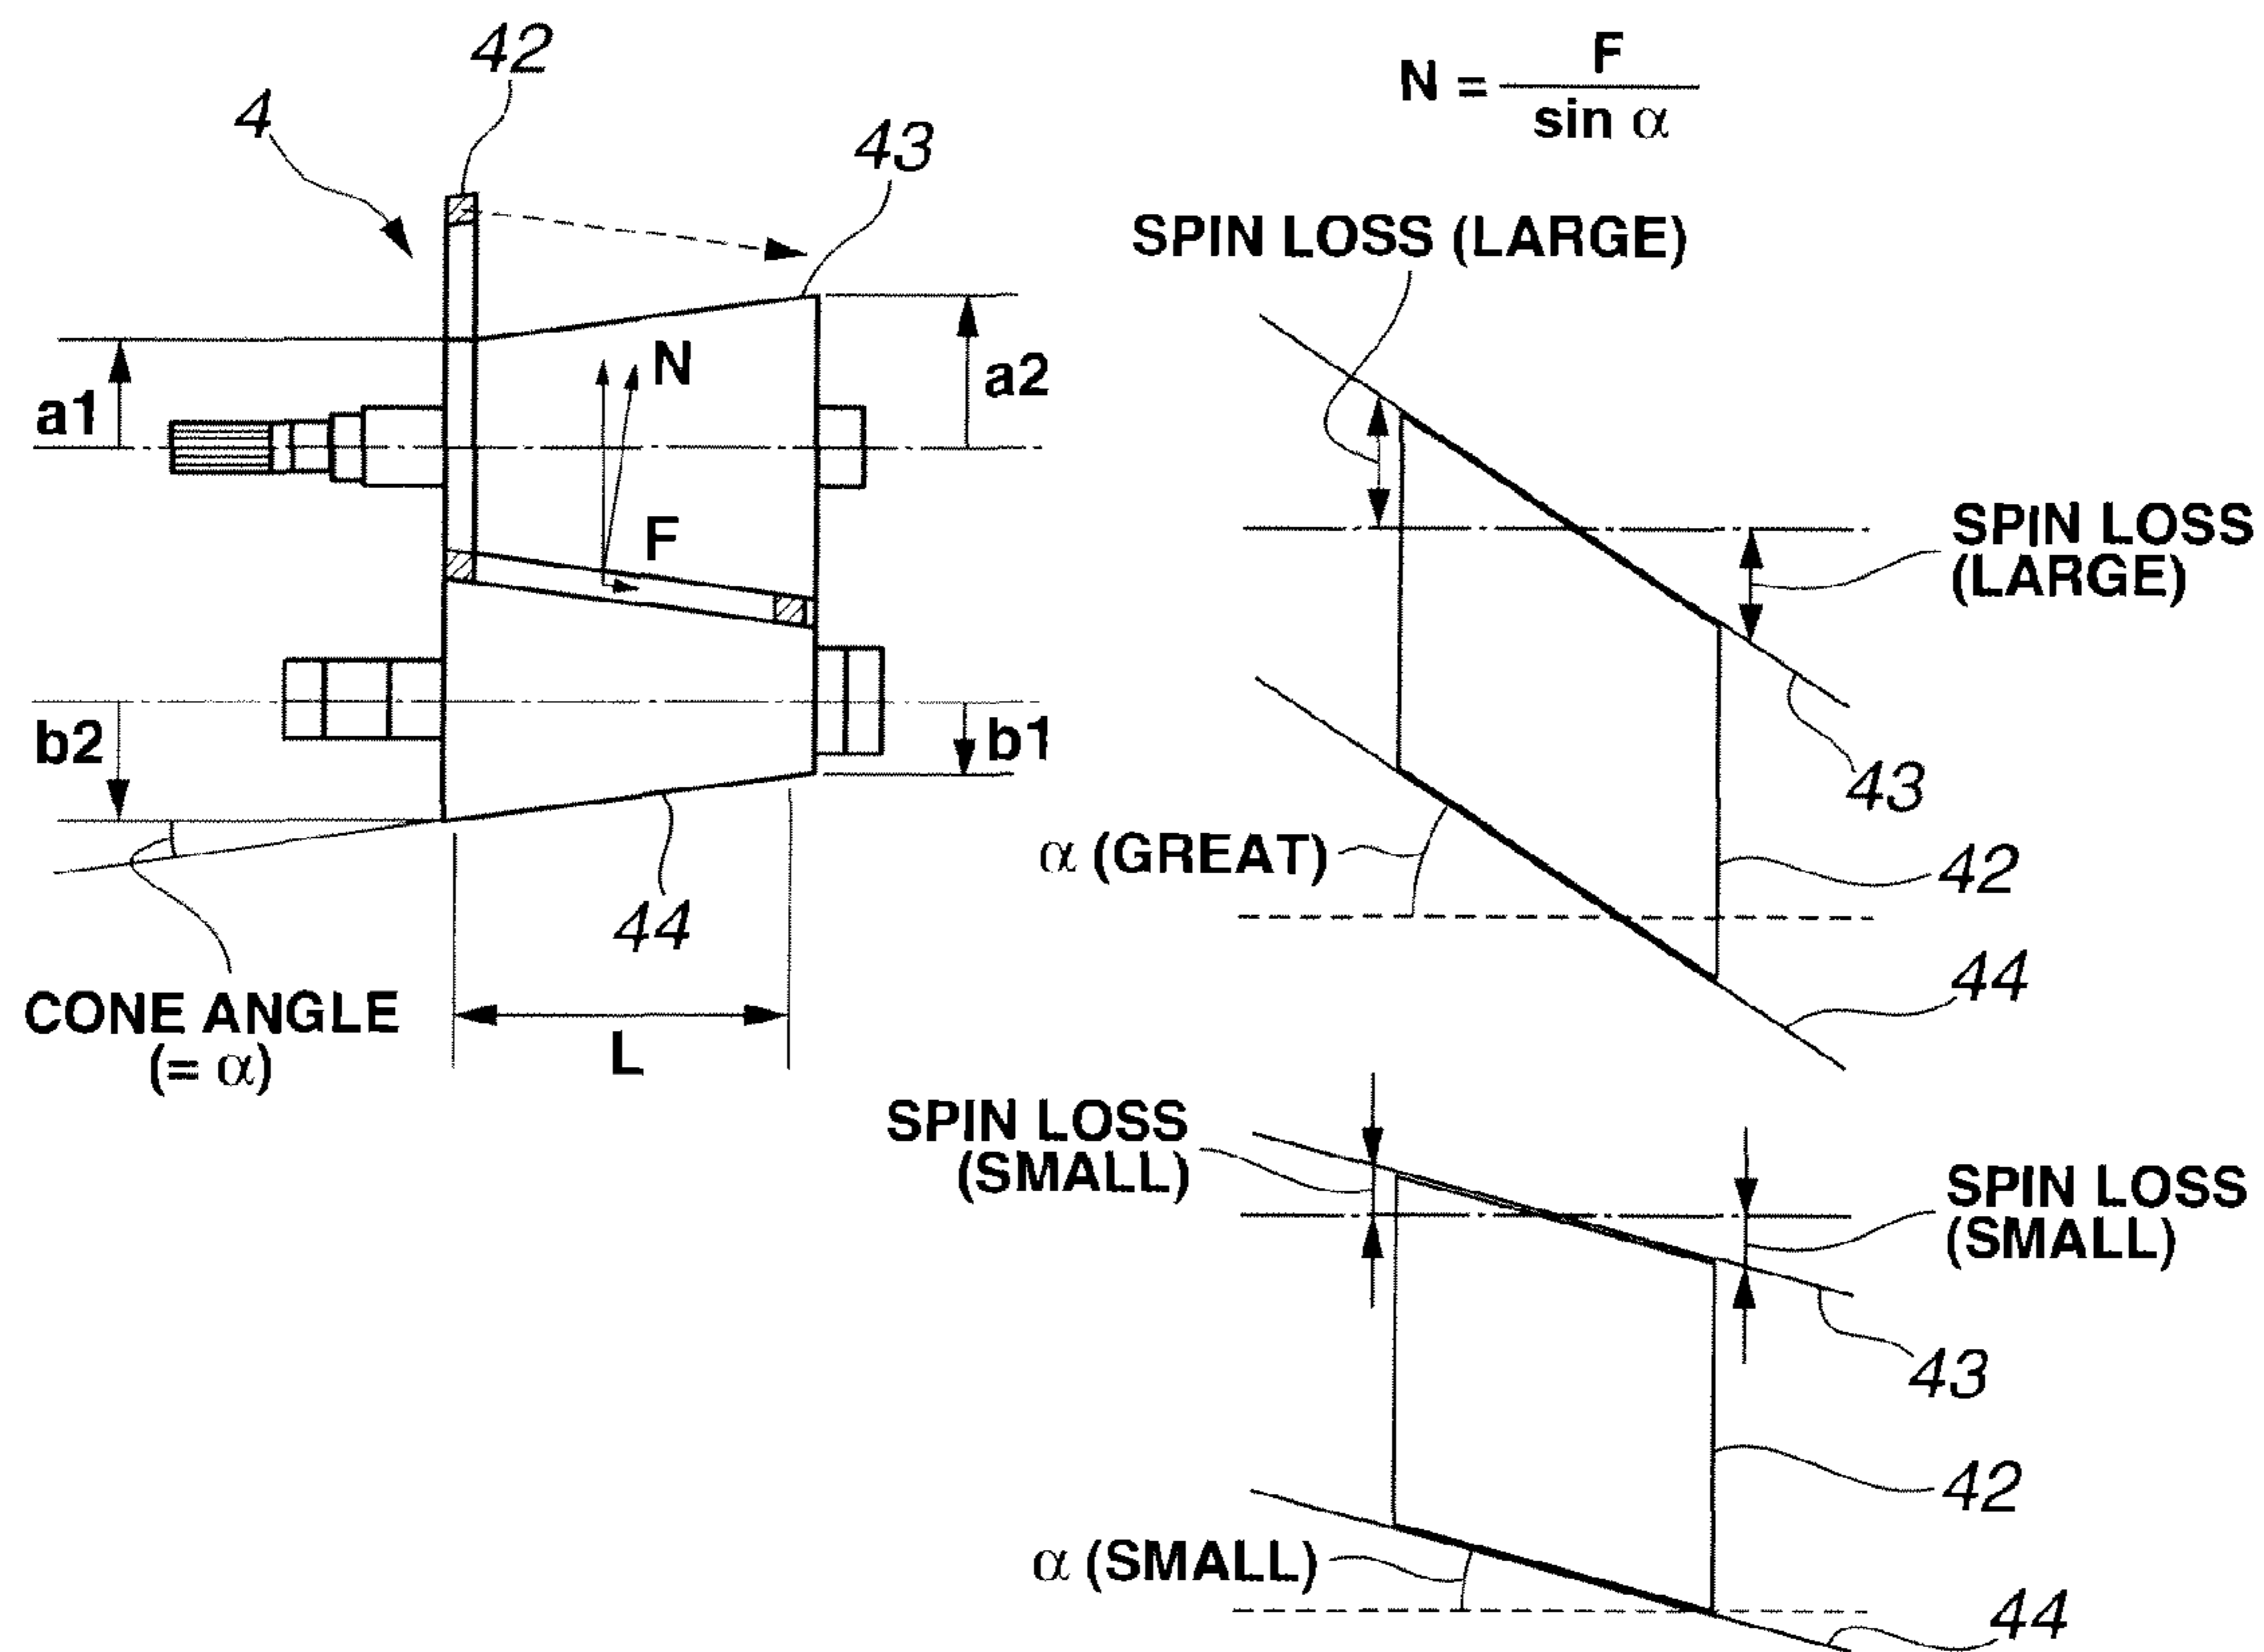 42
4
43
a1
N
a2
F
b2
b1
44
CONE ANGLE
(= α)
L
N = F
sin α
SPIN LOSS (LARGE)
SPIN LOSS
(LARGE)
43
α (GREAT)
42
44
SPIN LOSS
(SMALL)
SPIN LOSS
(SMALL)
43
42
α (SMALL)
44